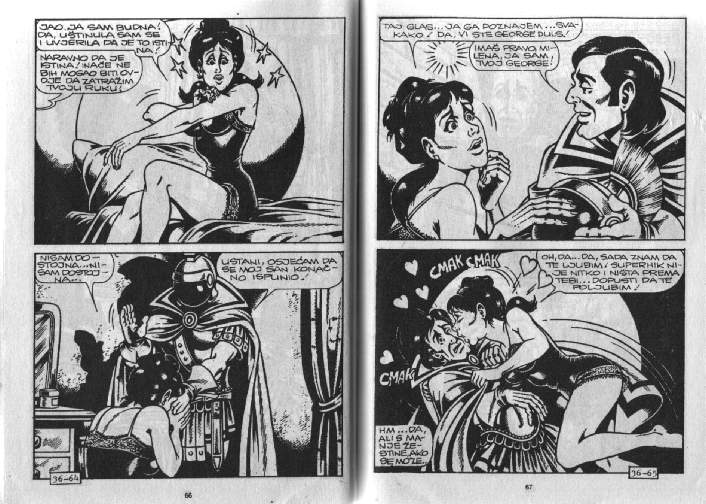 JAO, JA SAM BUDNA!
DA, UŠTINULA SAM SE
I UVJERILA DA JE TO ISTI-
NA!
NARAVNO DA JE
ISTINA! INAČE NE
BIH MOGAO BITI OV-
DJE DA ZATRAŽIM
TVOJU RUKU!
NISAM DO-
STOJNA...NI-
SAM DOSTOJ-
NA...
USTANI, OSJEĆAM DA
SE MOJ SAN KONAČ-
NO ISPUNIO!
36-64
66
TAJ GLAS...JA GA POZNAJEM...SVA-
KAKO! DA, VI STE GEORGE DUIS!
IMAŠ PRAVO MI-
LENA, JA SAM
TVOJ GEORGE!
CMAK CMAK
OH, DA...DA, SADA ZNAM DA
TE LJUBIM! SUPERHIK NI-
JE NITKO I NIŠTA PREMA
TEBI...DOPUSTI DA TE
POLJUBIM!
CMAK
HM...DA,
ALI S MA-
NJE ŽE-
STINE, AKO
SE MOŽE.
36-65
67